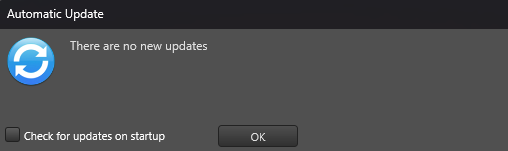 Automatic Update
There are no new updates
Check for updates on startup
OK